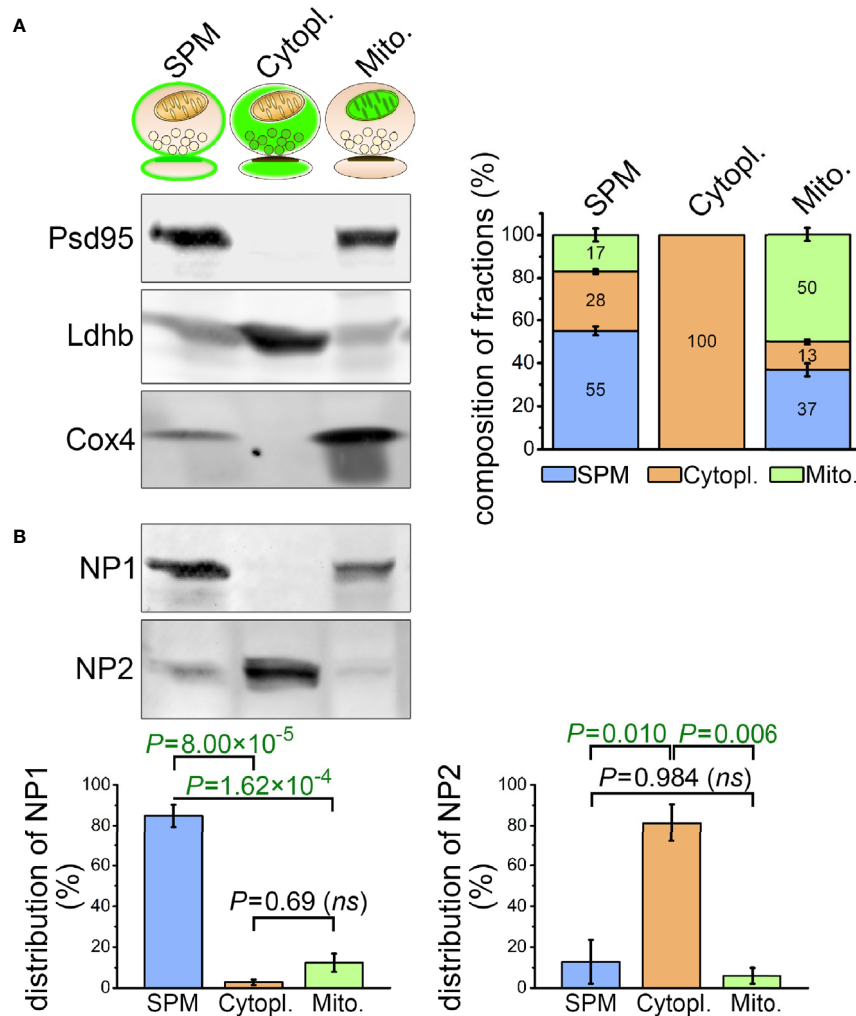 A
SPM Cytopl. Mito.
Psd95
Ldhb
Cox4
SPM Cytopl. Mito.
composition of fractions (%)
100
80
60
40
20
0
17
28
55
100
50
13
37
SPM Cytopl. Mito.
B
NP1
NP2
P=8.00×10⁻⁵
P=1.62×10⁻⁴
P=0.69 (ns)
distribution of NP1
(%)
100
80
60
40
20
0
SPM Cytopl. Mito.
P=0.010 P=0.006
P=0.984 (ns)
distribution of NP2
(%)
100
80
60
40
20
0
SPM Cytopl. Mito.